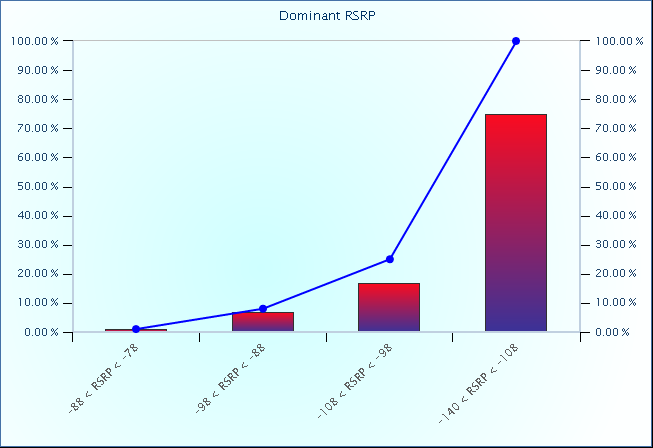 Dominant RSRP
100.00 % 100.00 %
90.00 % 90.00 %
80.00 % 80.00 %
70.00 % 70.00 %
60.00 % 60.00 %
50.00 % 50.00 %
40.00 % 40.00 %
30.00 % 30.00 %
20.00 % 20.00 %
10.00 % 10.00 %
0.00 % 0.00 %
-88 < RSRP < -78
-98 < RSRP < -88
-108 < RSRP < -98
-140 < RSRP < -108